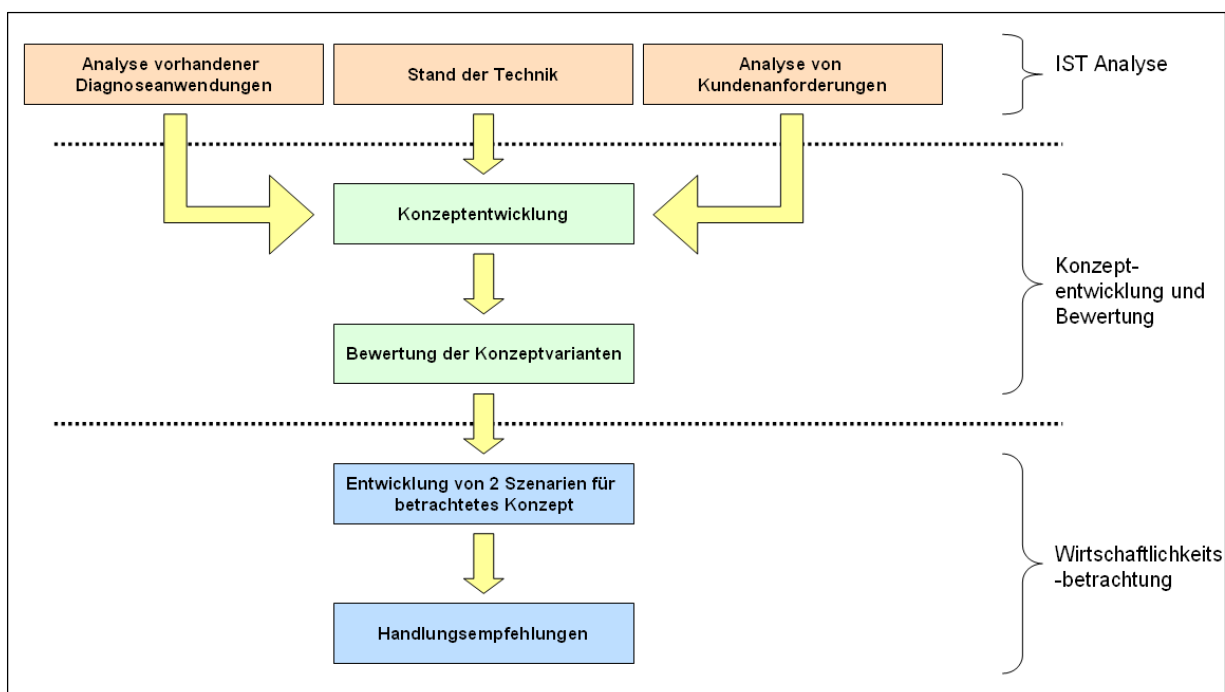 Analyse vorhandener
Diagnoseanwendungen
Stand der Technik
Analyse von
Kundenanforderungen
IST Analyse
Konzeptentwicklung
Bewertung der Konzeptvarianten
Konzept-
entwicklung und
Bewertung
Entwicklung von 2 Szenarien für
betrachtetes Konzept
Handlungsempfehlungen
Wirtschaftlichkeits
-betrachtung